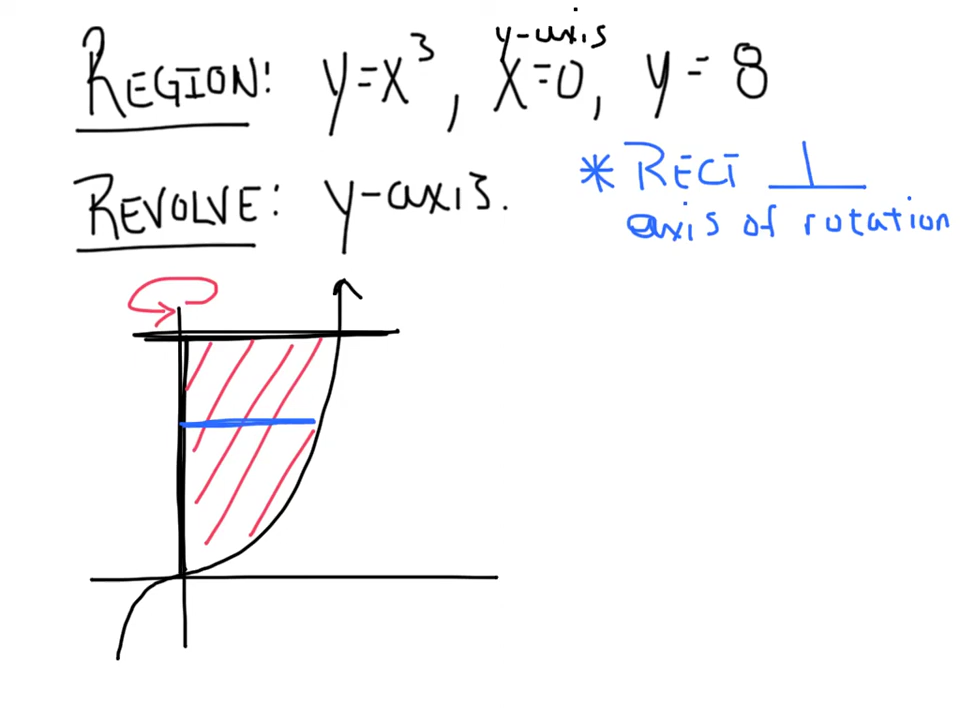 y-axis
REGION: y=x³, x=0, y=8
REVOLVE: y-axis.
* RECT ⊥
axis of rotation